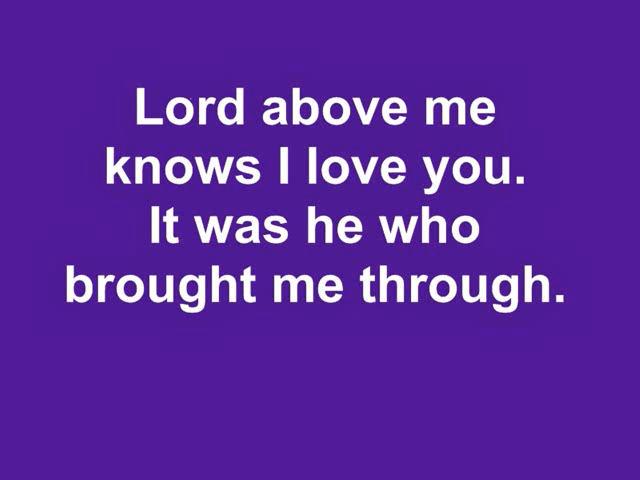 Lord above me
knows I love you.
It was he who
brought me through.